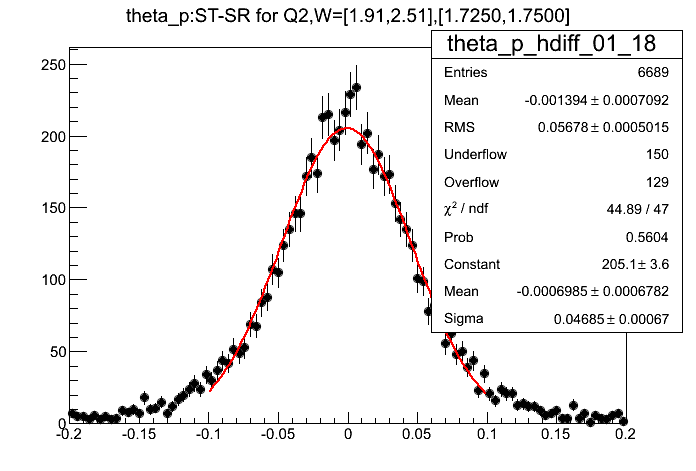 theta_p:ST-SR for Q2,W=[1.91,2.51],[1.7250,1.7500]
theta_p_hdiff_01_18
Entries 6689
Mean -0.001394 ± 0.0007092
RMS 0.05678 ± 0.0005015
Underflow 150
Overflow 129
χ² / ndf 44.89 / 47
Prob 0.5604
Constant 205.1 ± 3.6
Mean -0.0006985 ± 0.0006782
Sigma 0.04685 ± 0.00067
250
200
150
100
50
0
-0.2 -0.15 -0.1 -0.05 0 0.05 0.1 0.15 0.2